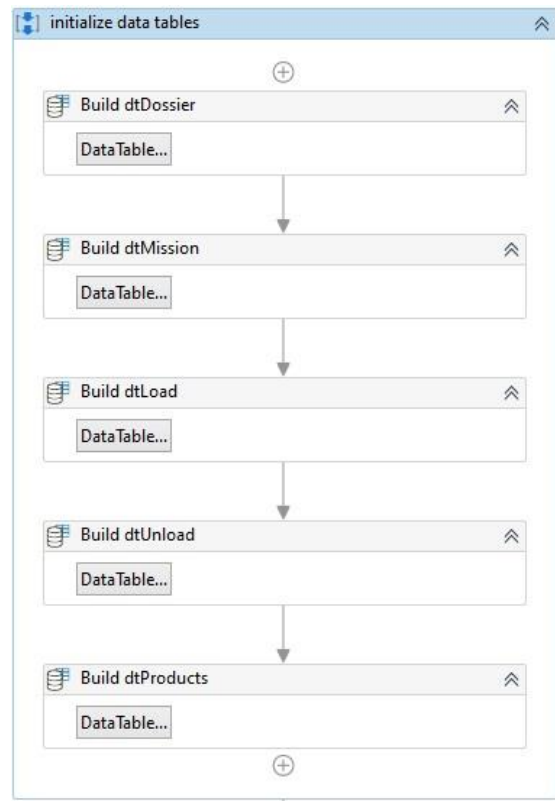 initialize data tables
Build dtDossier
DataTable...
Build dtMission
DataTable...
Build dtLoad
DataTable...
Build dtUnload
DataTable...
Build dtProducts
DataTable...